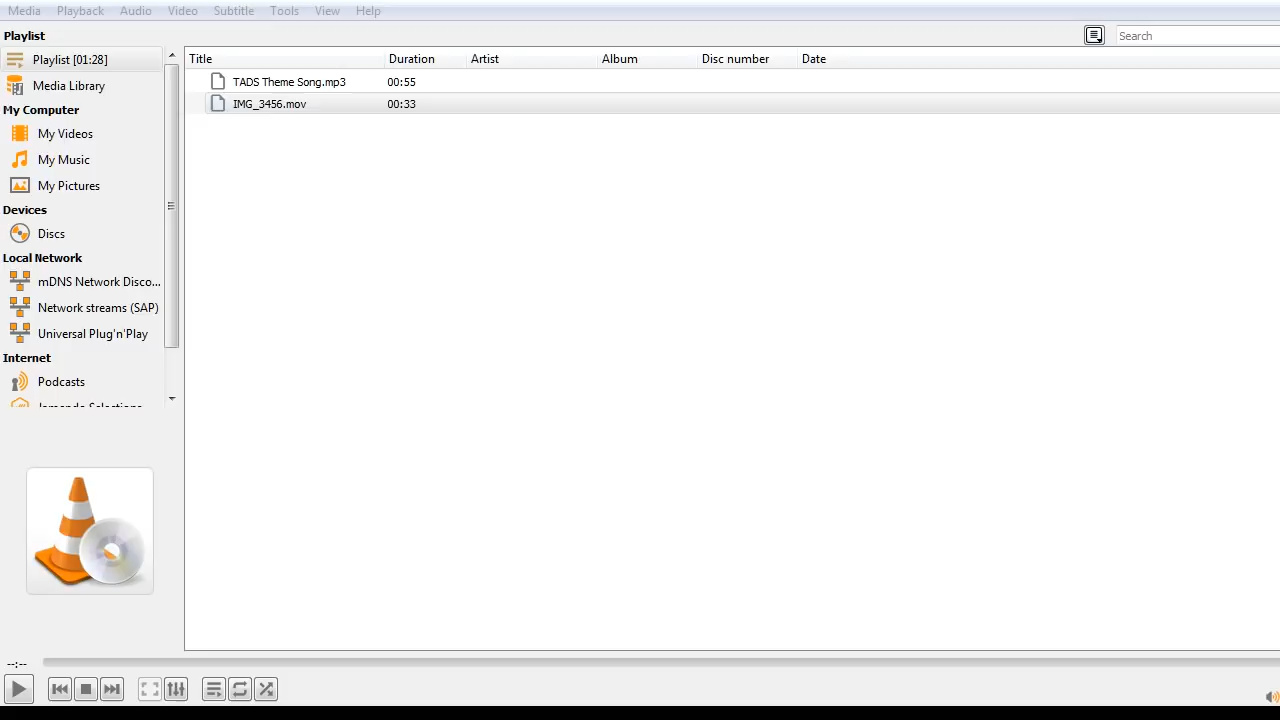 Media Playback Audio Video Subtitle Tools View Help
Playlist
Search
Playlist [01:28]
Media Library
My Computer
My Videos
My Music
My Pictures
Devices
Discs
Local Network
mDNS Network Disco...
Network streams (SAP)
Universal Plug'n'Play
Internet
Podcasts
Jamendo Selections
Title Duration Artist Album Disc number Date
TADS Theme Song.mp3 00:55
IMG_3456.mov 00:33
--:--